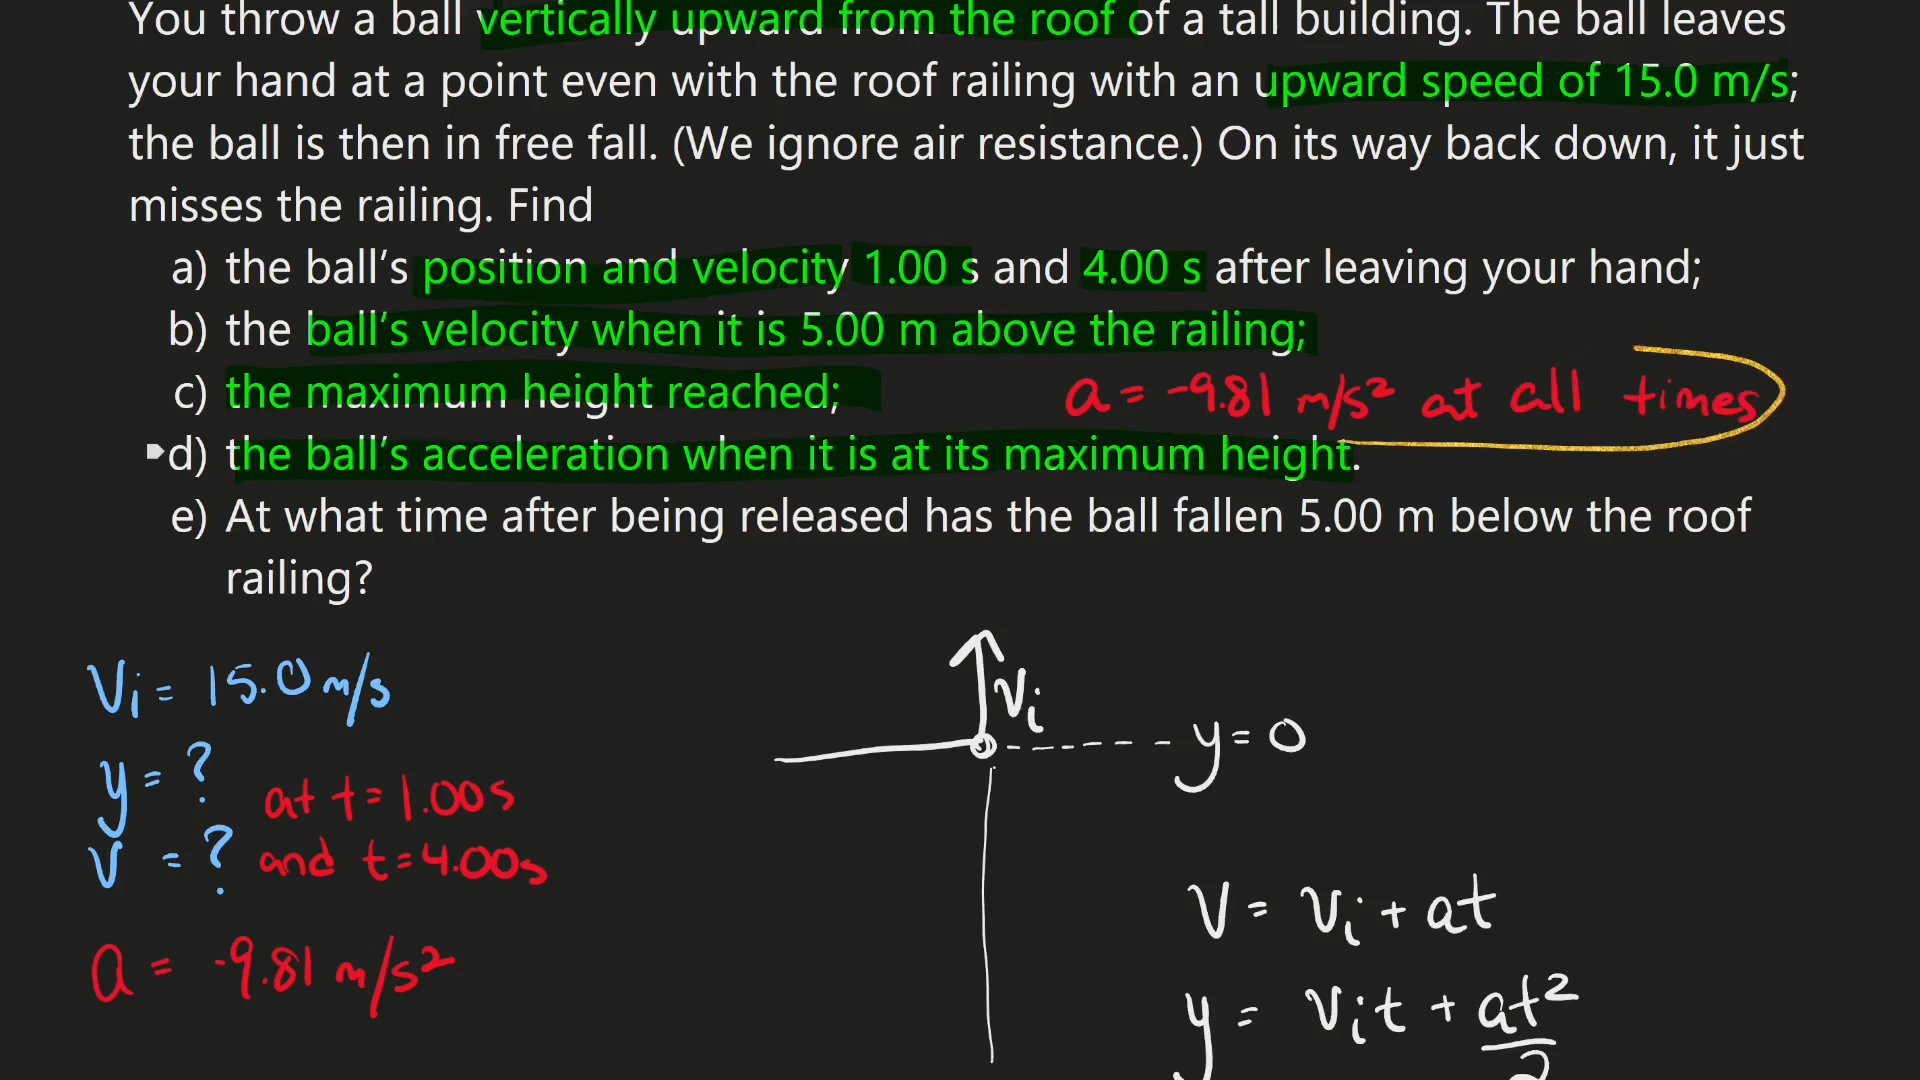 You throw a ball vertically upward from the roof of a tall building. The ball leaves
your hand at a point even with the roof railing with an upward speed of 15.0 m/s;
the ball is then in free fall. (We ignore air resistance.) On its way back down, it just
misses the railing. Find
a) the ball’s position and velocity 1.00 s and 4.00 s after leaving your hand;
b) the ball’s velocity when it is 5.00 m above the railing;
c) the maximum height reached;
a = -9.81 m/s² at all times
d) the ball’s acceleration when it is at its maximum height.
e) At what time after being released has the ball fallen 5.00 m below the roof
railing?
Vi = 15.0 m/s
Vi
y = 0
y = ?
at t = 1.00s
V = ?
and t = 4.00s
V = Vi + at
a = -9.81 m/s²
y = Vit + at²/2